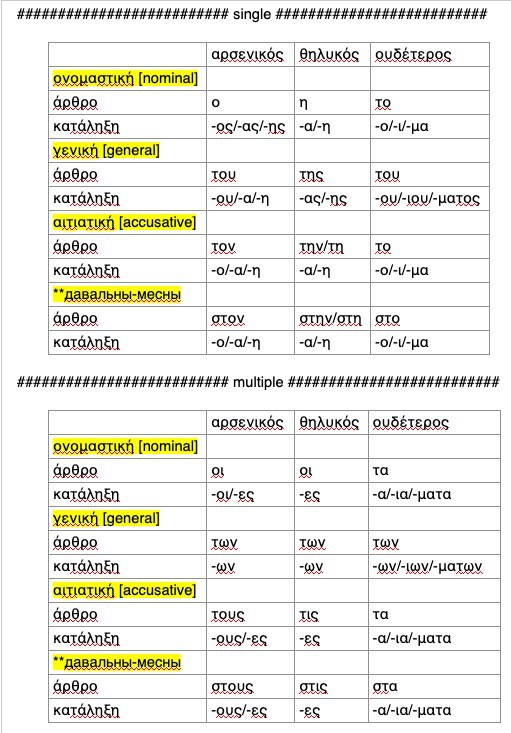 ########################## single ##########################
αρσενικός θηλυκός ουδέτερος
ονομαστική [nominal]
άρθρο ο η το
κατάληξη -ος/-ας/-ης -α/-η -ο/-ι/-μα
γενική [general]
άρθρο του της του
κατάληξη -ου/-α/-η -ας/-ης -ου/-ιου/-ματος
αιτιατική [accusative]
άρθρο τον την/τη το
κατάληξη -ο/-α/-η -α/-η -ο/-ι/-μα
**давальны-месны
άρθρο στον στην/στη στο
κατάληξη -ο/-α/-η -α/-η -ο/-ι/-μα
########################## multiple ##########################
αρσενικός θηλυκός ουδέτερος
ονομαστική [nominal]
άρθρο οι οι τα
κατάληξη -οι/-ες -ες -α/-ια/-ματα
γενική [general]
άρθρο των των των
κατάληξη -ων -ων -ων/-ιων/-ματων
αιτιατική [accusative]
άρθρο τους τις τα
κατάληξη -ους/-ες -ες -α/-ια/-ματα
**давальны-месны
άρθρο στους στις στα
κατάληξη -ους/-ες -ες -α/-ια/-ματα